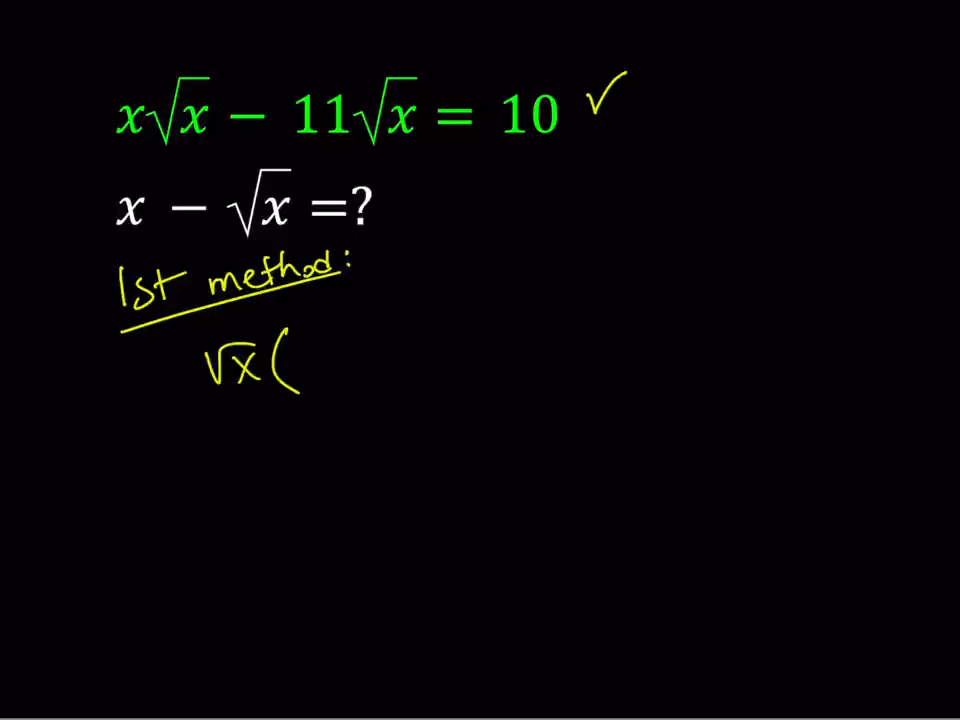 x√x − 11√x = 10 ✓
x − √x =?
1st method:
√x (